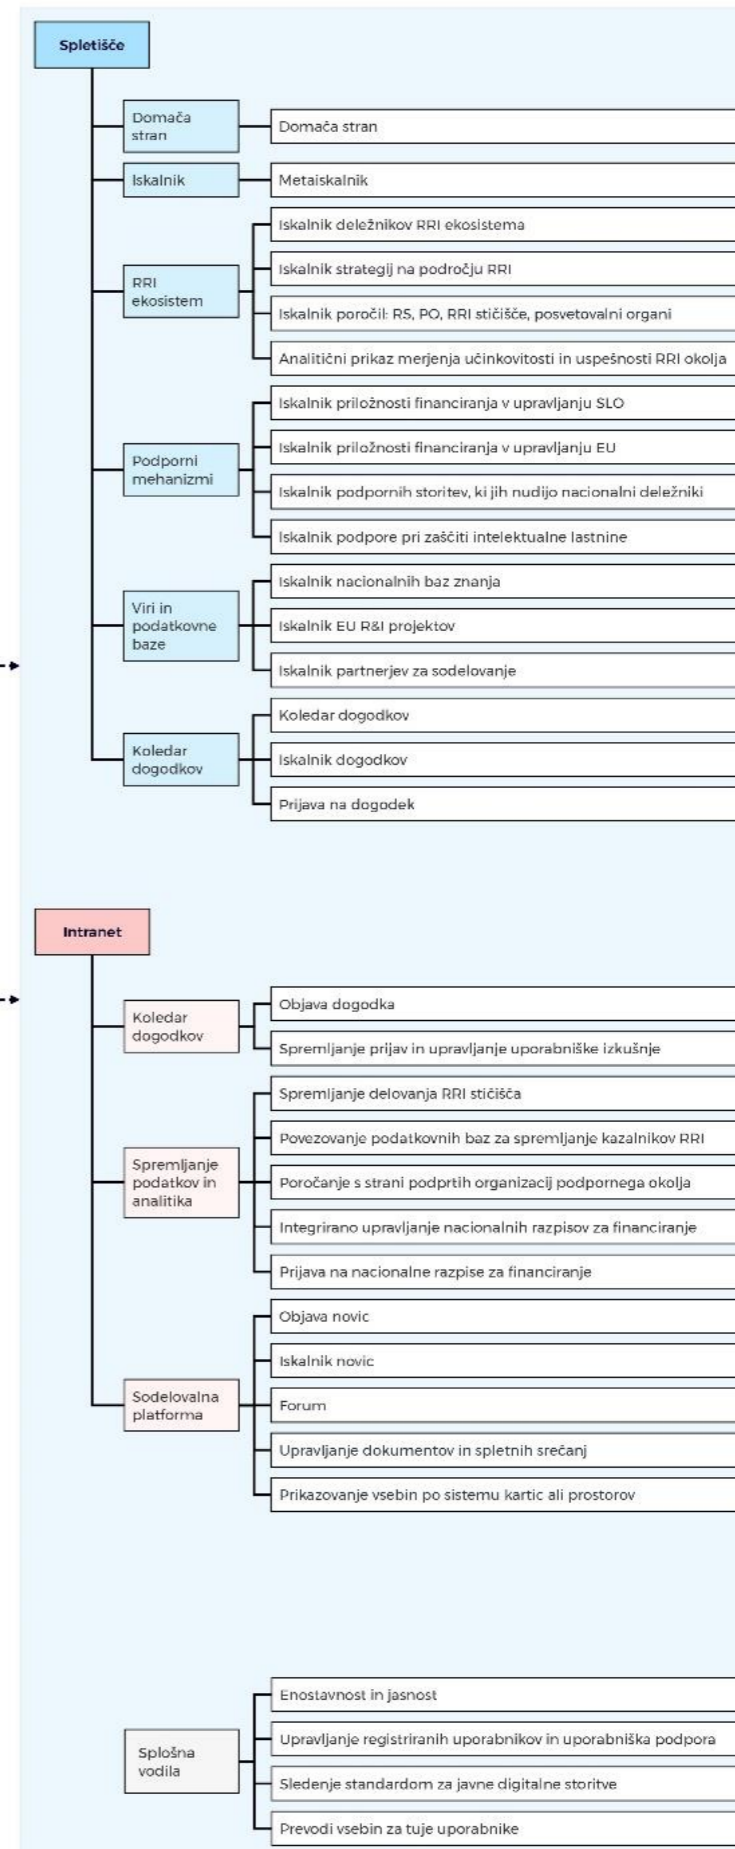 Spletišče
Domača
stran
Domača stran
Iskalnik
Metaiskalnik
RRI
ekosistem
Iskalnik deležnikov RRI ekosistema
Iskalnik strategij na področju RRI
Iskalnik poročil: RS, PO, RRI stičišče, posvetovalni organi
Analitični prikaz merjenja učinkovitosti in uspešnosti RRI okolja
Podporni
mehanizmi
Iskalnik priložnosti financiranja v upravljanju SLO
Iskalnik priložnosti financiranja v upravljanju EU
Iskalnik podpornih storitev, ki jih nudijo nacionalni deležniki
Iskalnik podpore pri zaščiti intelektualne lastnine
Viri in
podatkovne
baze
Iskalnik nacionalnih baz znanja
Iskalnik EU R&I projektov
Iskalnik partnerjev za sodelovanje
Koledar
dogodkov
Koledar dogodkov
Iskalnik dogodkov
Prijava na dogodek
Intranet
Koledar
dogodkov
Objava dogodka
Spremljanje prijav in upravljanje uporabniške izkušnje
Spremljanje
podatkov in
analitika
Spremljanje delovanja RRI stičišča
Povezovanje podatkovnih baz za spremljanje kazalnikov RRI
Poročanje s strani podprtih organizacij podpornega okolja
Integrirano upravljanje nacionalnih razpisov za financiranje
Prijava na nacionalne razpise za financiranje
Sodelovalna
platforma
Objava novic
Iskalnik novic
Forum
Upravljanje dokumentov in spletnih srečanj
Prikazovanje vsebin po sistemu kartic ali prostorov
Splošna
vodila
Enostavnost in jasnost
Upravljanje registriranih uporabnikov in uporabniška podpora
Sledenje standardom za javne digitalne storitve
Prevodi vsebin za tuje uporabnike